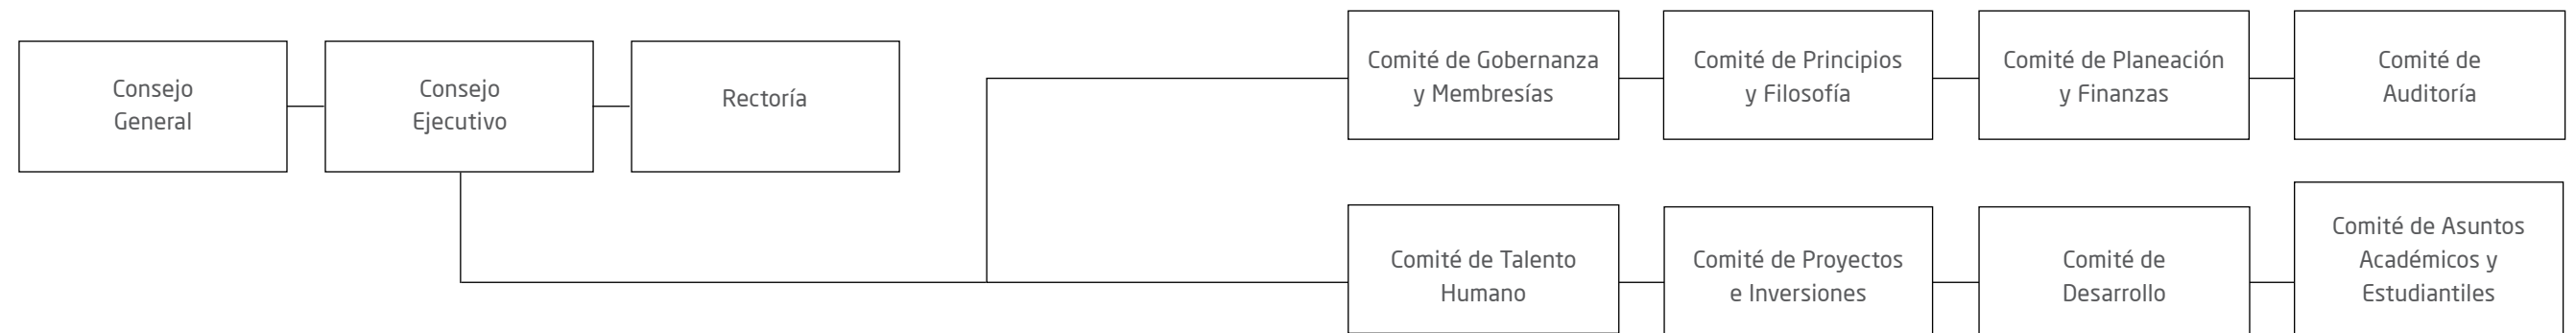 Consejo
General
Consejo
Ejecutivo
Rectoría
Comité de Gobernanza
y Membresías
Comité de Principios
y Filosofía
Comité de Planeación
y Finanzas
Comité de
Auditoría
Comité de Talento
Humano
Comité de Proyectos
e Inversiones
Comité de
Desarrollo
Comité de Asuntos
Académicos y
Estudiantiles